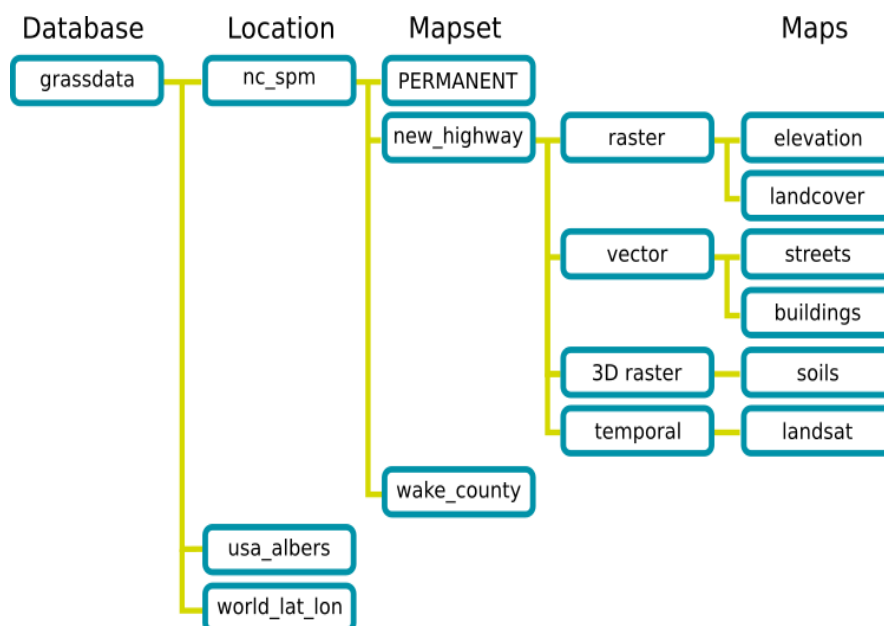 Database Location Mapset Maps
grassdata nc_spm PERMANENT
new_highway raster elevation
landcover
vector streets
buildings
3D raster soils
temporal landsat
wake_county
usa_albers
world_lat_lon